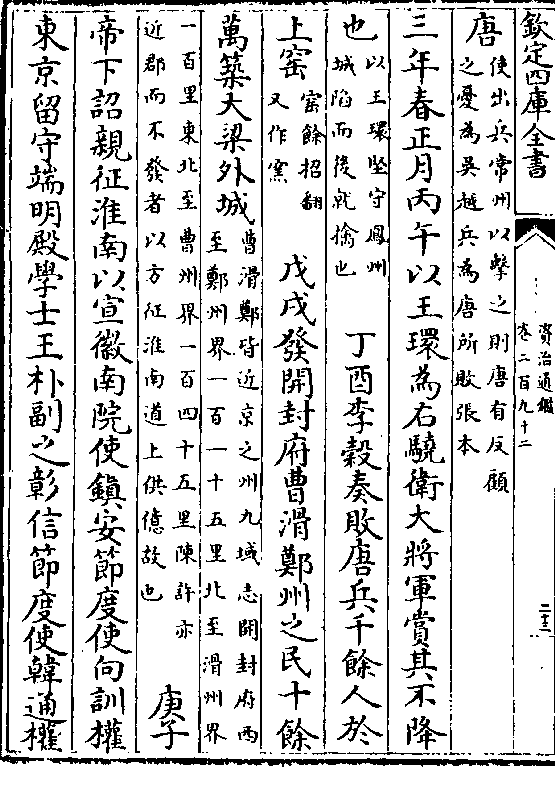 欽定四庫全書
資治通鑑
卷二百九十二
二十三
唐
使出兵常州以擊之則唐有反顧
之憂為吳越兵為唐所敗張本
三年春正月丙午以王環為右驍衛大將軍賞其不降
也
以王環堅守鳳州
城陷而後就擒也
丁酉李穀奏敗唐兵千餘人於
上窰
窰餘招翻
又作窯
戊戌發開封府曹滑鄭州之民十餘
萬築大梁外城
曹滑鄭皆近京之州九域志開封府西
至鄭州界一百一十五里北至滑州界
一百里東北至曹州界一百四十五里陳許亦
近郡而不發者以方征淮南道上供億故也
庚子
帝下詔親征淮南以宣徽南院使鎮安節度使向訓權
東京留守端明殿學士王朴副之彰信節度使韓通權